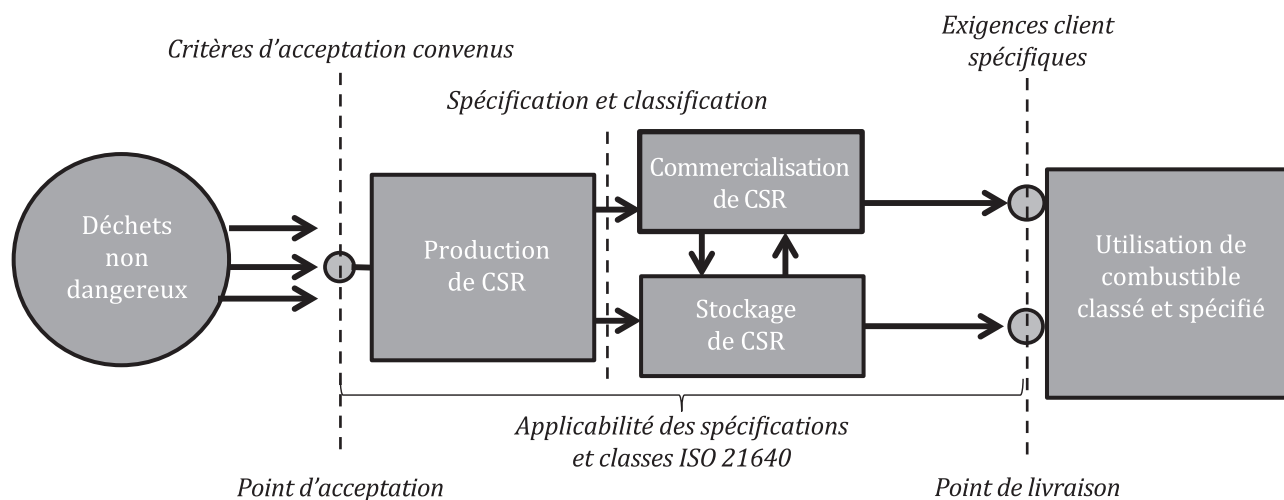 Exigences client
spécifiques
Critères d'acceptation convenus
Spécification et classification
Déchets
non
dangereux
Production
de CSR
Commercialisation
de CSR
Stockage
de CSR
Utilisation de
combustible
classé et spécifié
Applicabilité des spécifications
et classes ISO 21640
Point d'acceptation
Point de livraison